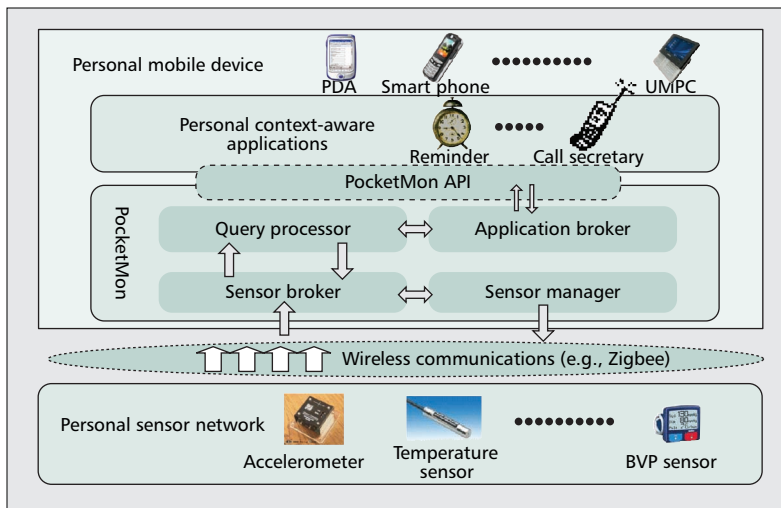 Personal mobile device
PDA
Smart phone
UMPC
Personal context-aware
applications
Reminder
Call secretary
PocketMon API
PocketMon
Query processor
Application broker
Sensor broker
Sensor manager
Wireless communications (e.g., Zigbee)
Personal sensor network
Accelerometer
Temperature
sensor
BVP sensor